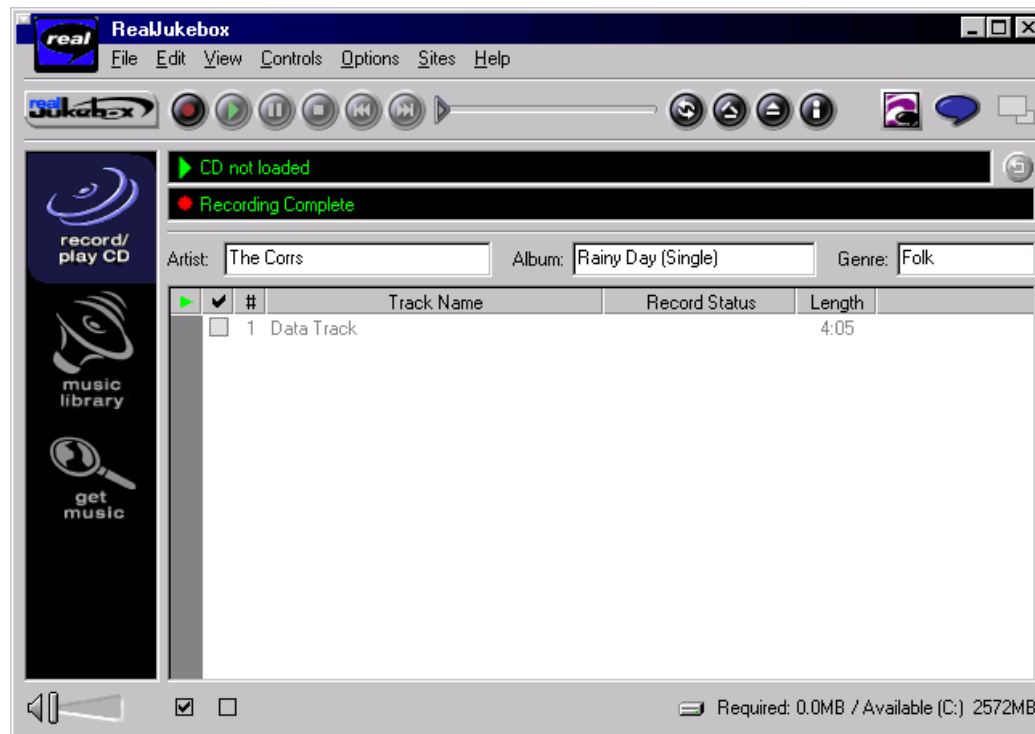 real RealJukebox
File Edit View Controls Options Sites Help
real Jukebox
CD not loaded
Recording Complete
record/
play CD
Artist: The Corrs Album: Rainy Day (Single) Genre: Folk
# Track Name Record Status Length
1 Data Track 4:05
music
library
get
music
Required: 0.0MB / Available (C:) 2572MB